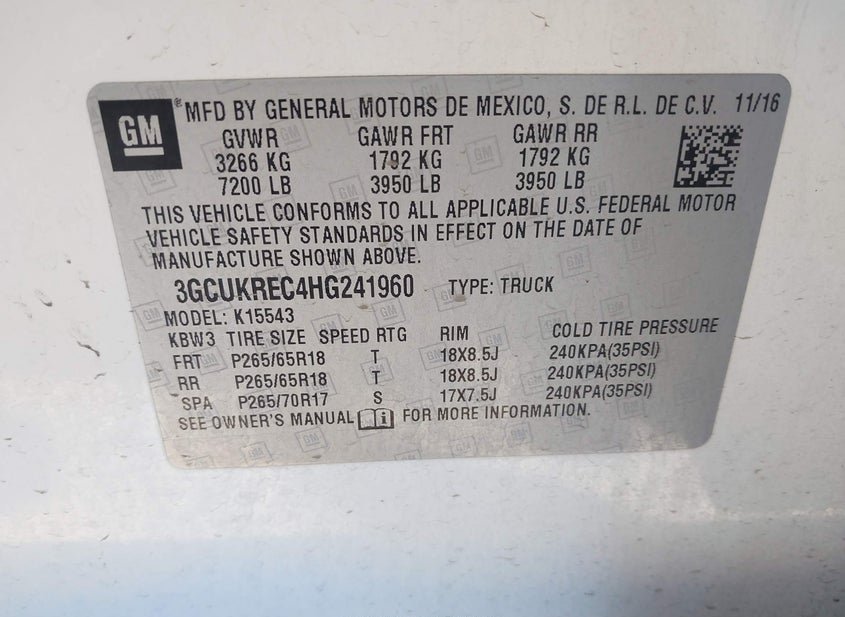 GM ® MFD BY GENERAL MOTORS DE MEXICO, S. DE R.L. DE C.V. 11/16
GVWR GAWR FRT GAWR RR
3266 KG 1792 KG 1792 KG
7200 LB 3950 LB 3950 LB
THIS VEHICLE CONFORMS TO ALL APPLICABLE U.S. FEDERAL MOTOR
VEHICLE SAFETY STANDARDS IN EFFECT ON THE DATE OF
MANUFACTURE SHOWN ABOVE.
3GCUKREC4HG241960 TYPE: TRUCK
MODEL: K15543
KBW3 TIRE SIZE SPEED RTG RIM COLD TIRE PRESSURE
FRT P265/65R18 T 18X8.5J 240KPA(35PSI)
RR P265/65R18 T 18X8.5J 240KPA(35PSI)
SPA P265/70R17 S 17X7.5J 240KPA(35PSI)
SEE OWNER'S MANUAL i FOR MORE INFORMATION.